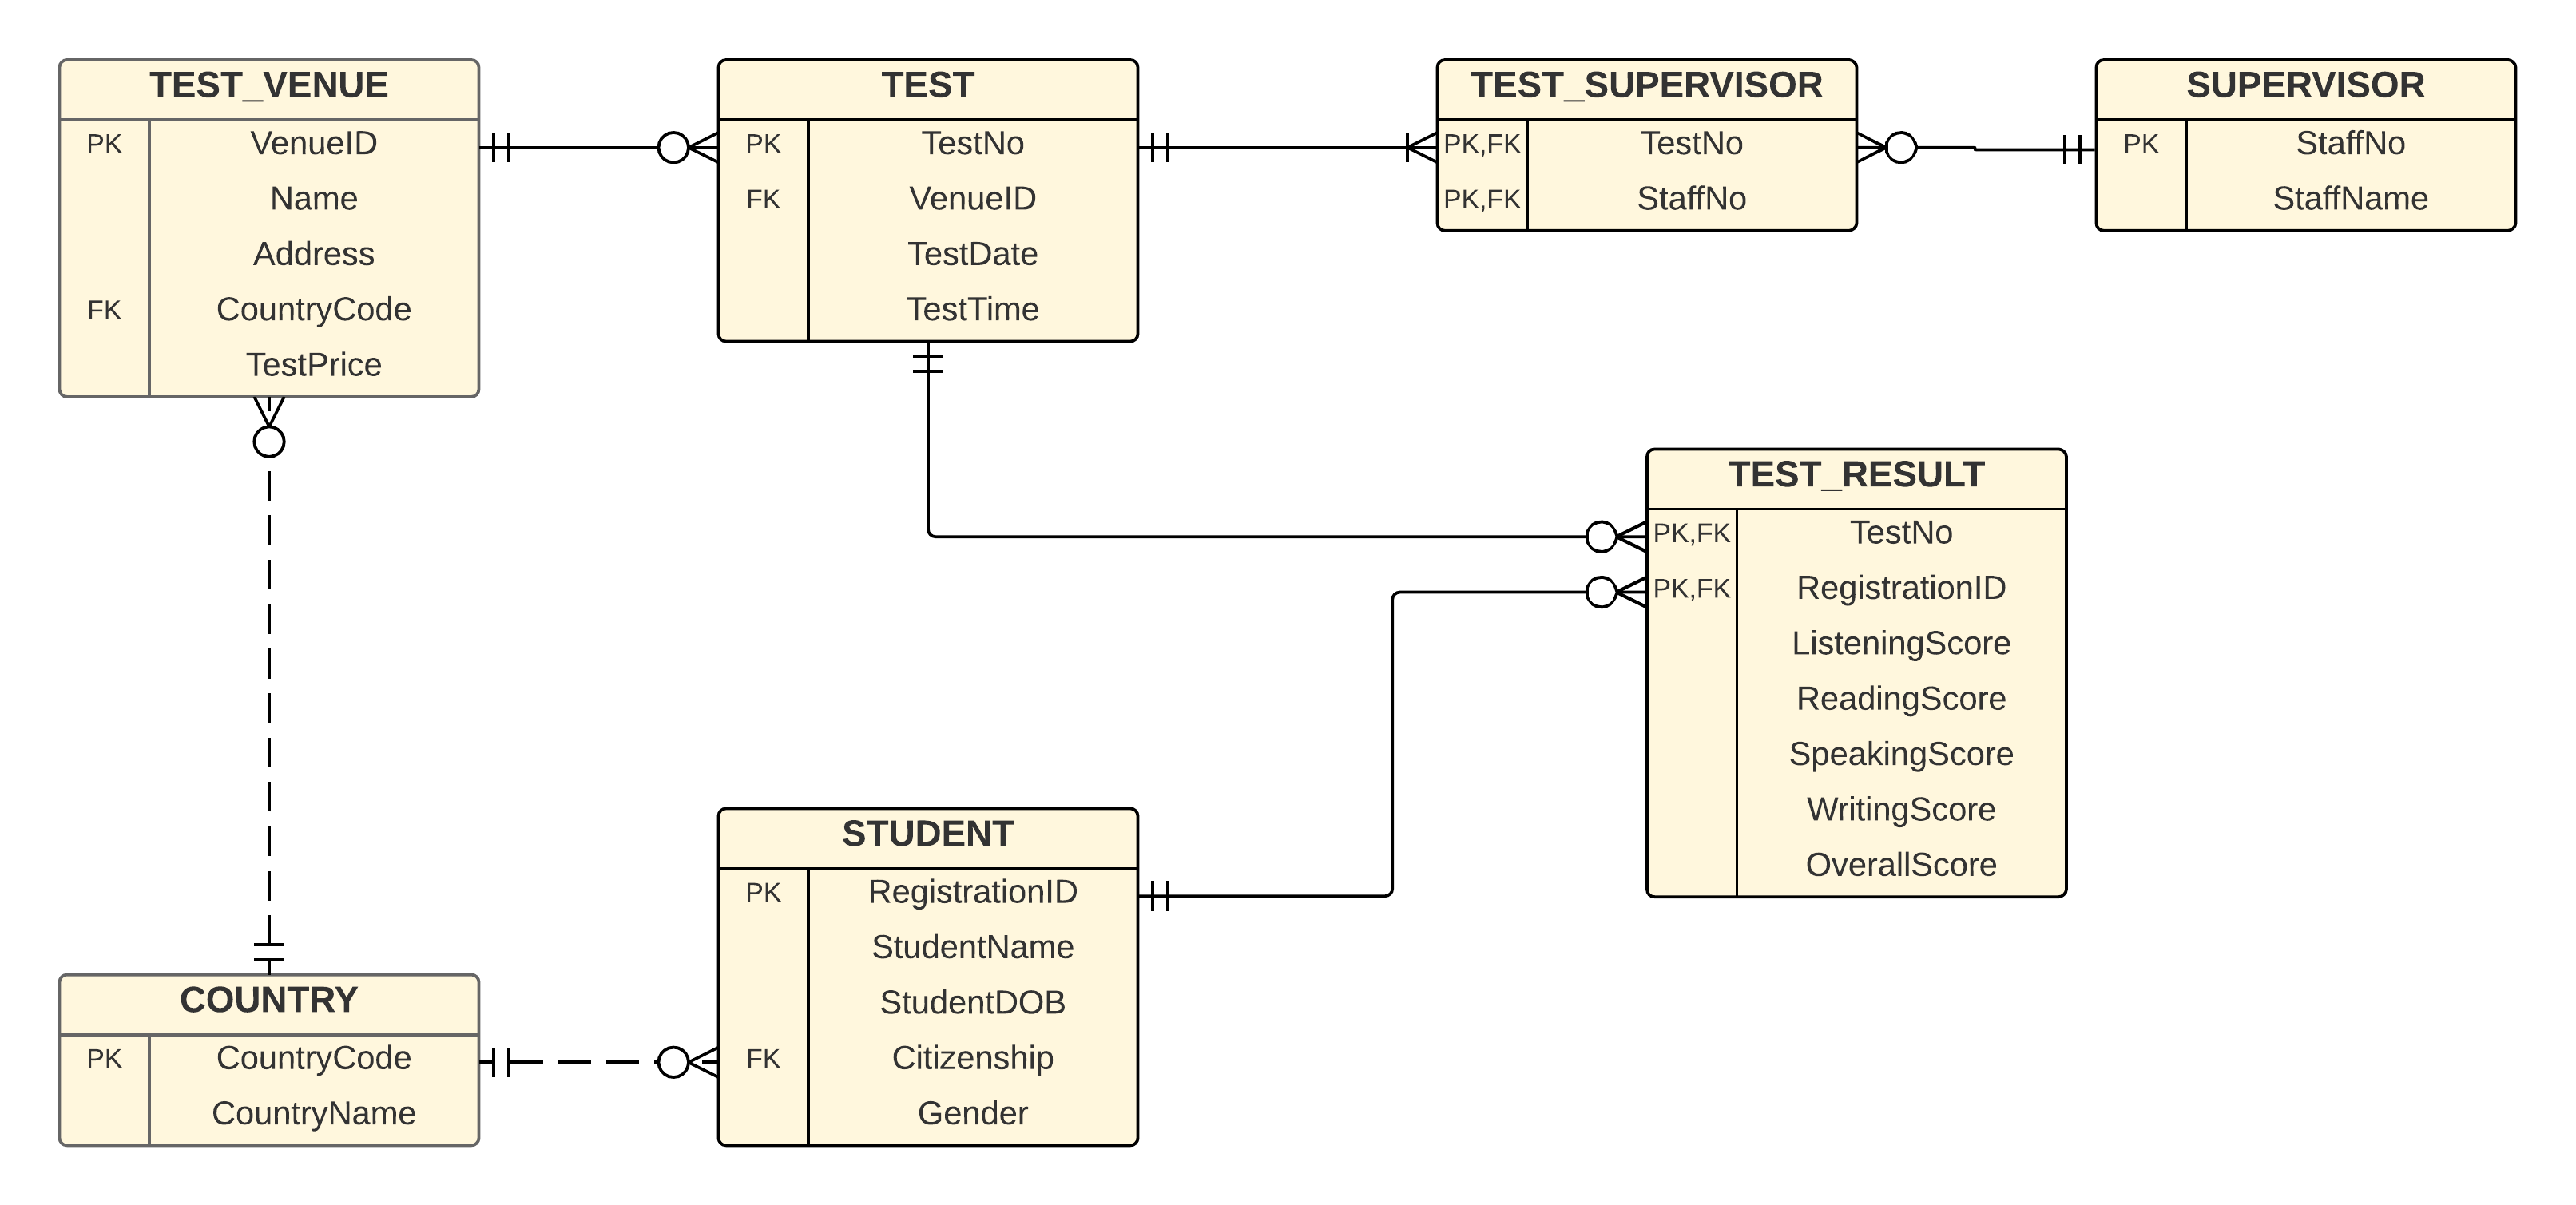 TEST_VENUE
PK VenueID
Name
Address
FK CountryCode
TestPrice
TEST
PK TestNo
FK VenueID
TestDate
TestTime
TEST_SUPERVISOR
PK,FK TestNo
PK,FK StaffNo
SUPERVISOR
PK StaffNo
StaffName
TEST_RESULT
PK,FK TestNo
PK,FK RegistrationID
ListeningScore
ReadingScore
SpeakingScore
WritingScore
OverallScore
STUDENT
PK RegistrationID
StudentName
StudentDOB
FK Citizenship
Gender
COUNTRY
PK CountryCode
CountryName